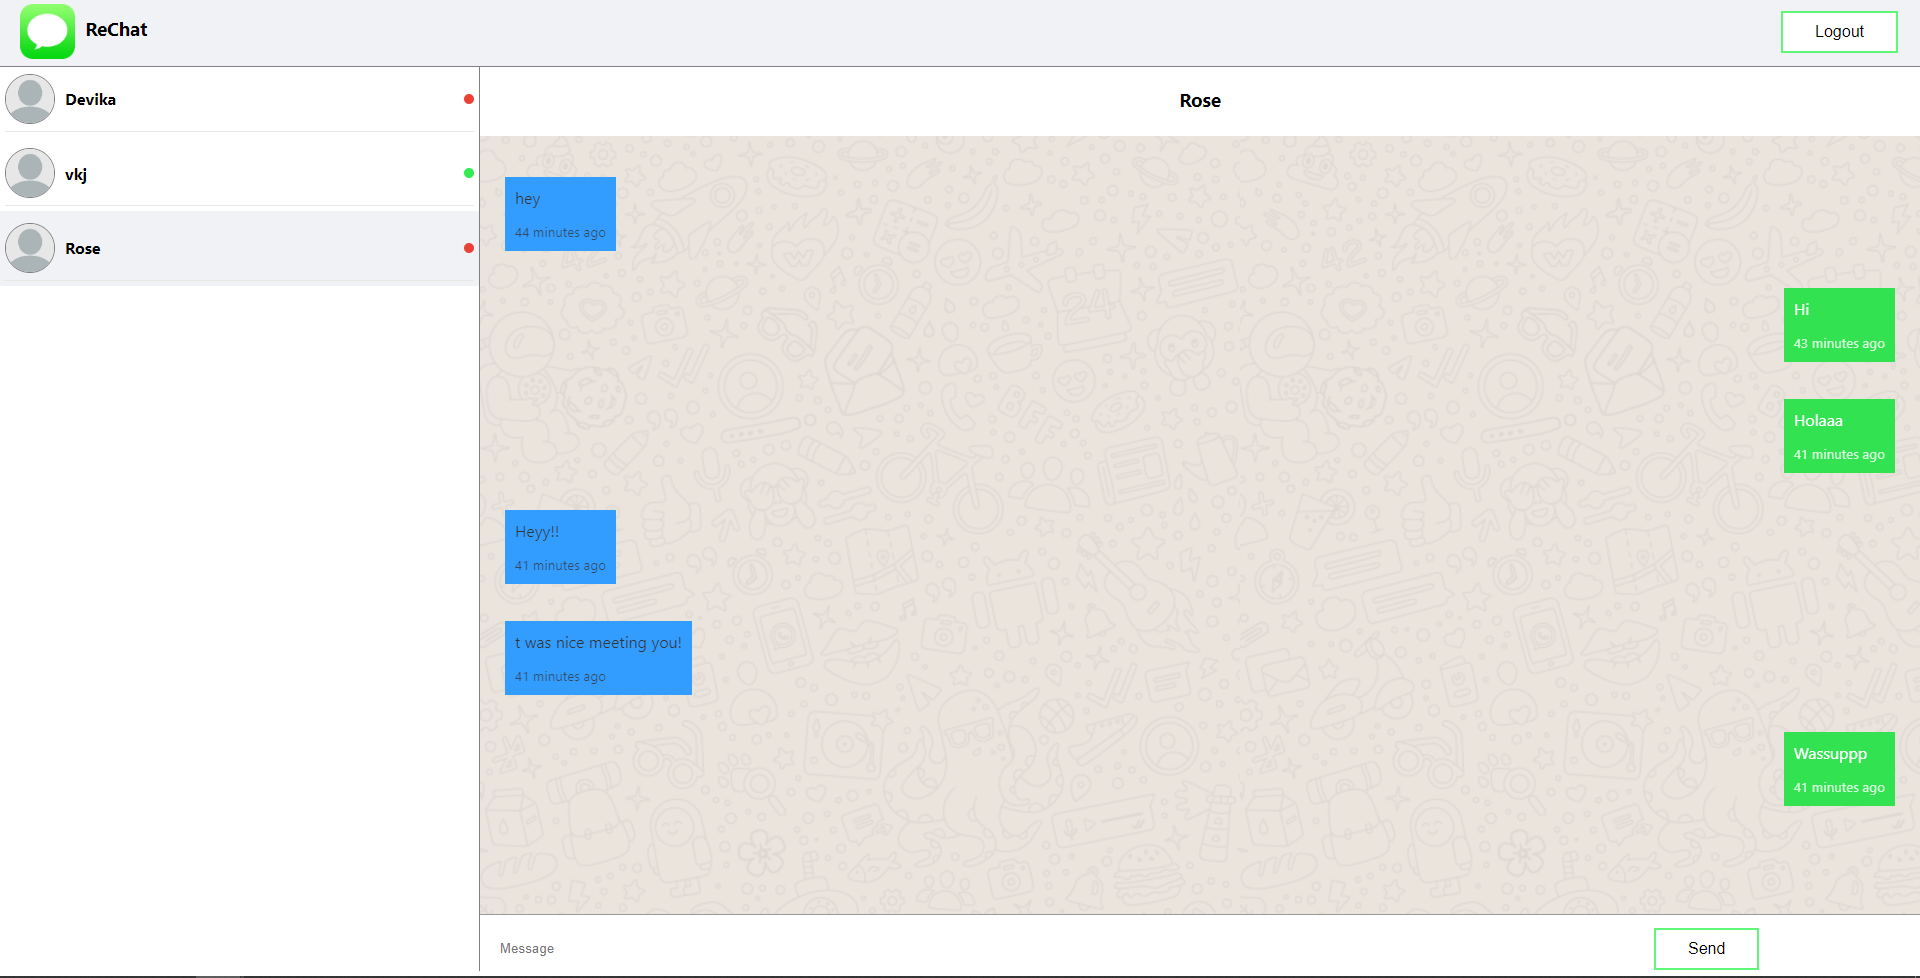 ReChat
Logout
Devika
vkj
Rose
Rose
hey
44 minutes ago
Hi
43 minutes ago
Holaaa
41 minutes ago
Heyy!!
41 minutes ago
t was nice meeting you!
41 minutes ago
Wassuppp
41 minutes ago
Message
Send